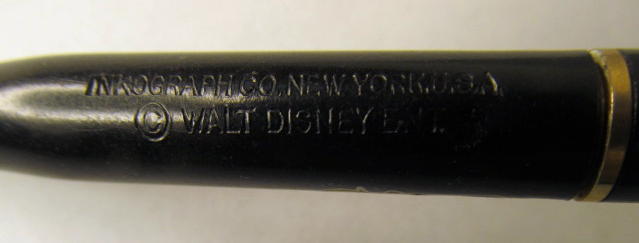 INKOGRAPH CO. NEW YORK, U.S.A.
© WALT DISNEY ENT.